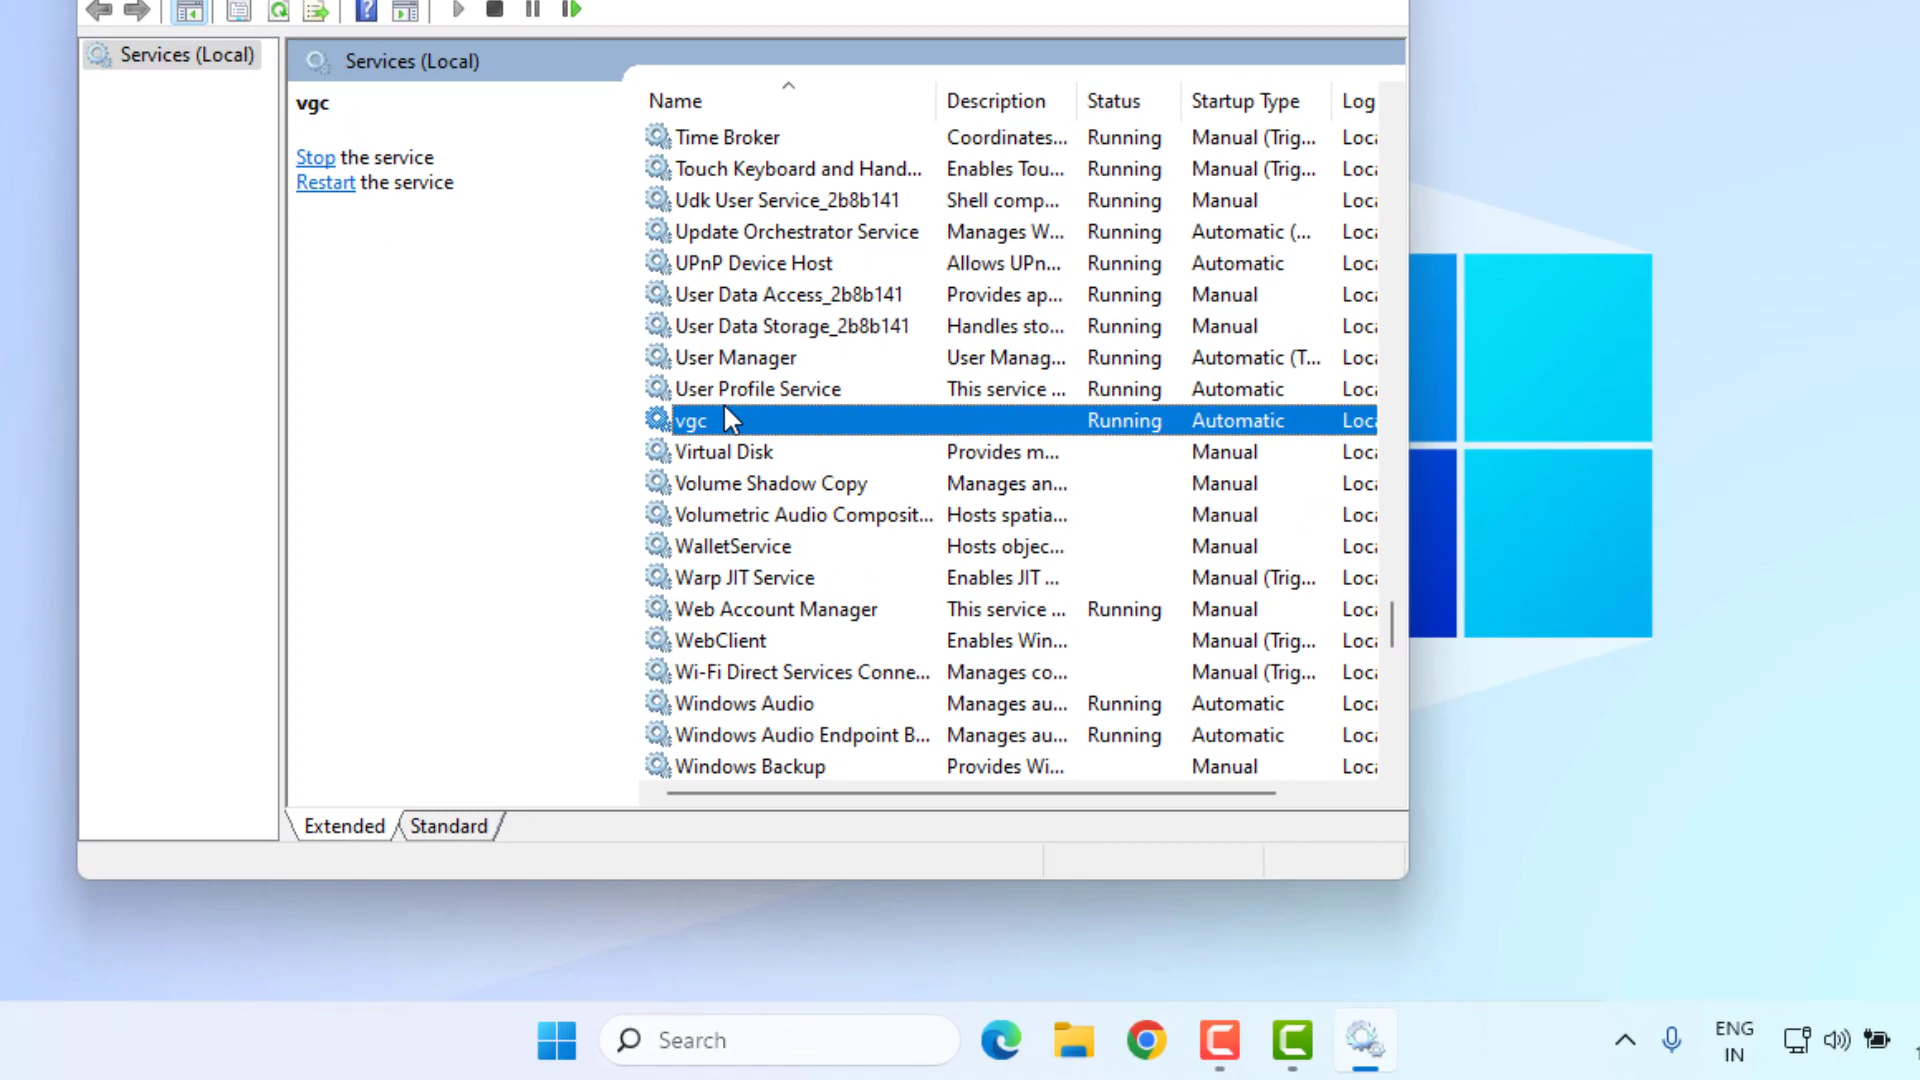 Services (Local)
Services (Local)
vgc
Stop the service
Restart the service
Name Description Status Startup Type Log
Time Broker Coordinates... Running Manual (Trig... Loca
Touch Keyboard and Hand... Enables Tou... Running Manual (Trig... Loca
Udk User Service_2b8b141 Shell comp... Running Manual Loca
Update Orchestrator Service Manages W... Running Automatic (... Loca
UPnP Device Host Allows UPn... Running Automatic Loca
User Data Access_2b8b141 Provides ap... Running Manual Loca
User Data Storage_2b8b141 Handles sto... Running Manual Loca
User Manager User Manag... Running Automatic (T... Loca
User Profile Service This service ... Running Automatic Loca
vgc Running Automatic Loca
Virtual Disk Provides m... Manual Loca
Volume Shadow Copy Manages an... Manual Loca
Volumetric Audio Composit... Hosts spatia... Manual Loca
WalletService Hosts objec... Manual Loca
Warp JIT Service Enables JIT ... Manual (Trig... Loca
Web Account Manager This service ... Running Manual Loca
WebClient Enables Win... Manual (Trig... Loca
Wi-Fi Direct Services Conne... Manages co... Manual (Trig... Loca
Windows Audio Manages au... Running Automatic Loca
Windows Audio Endpoint B... Manages au... Running Automatic Loca
Windows Backup Provides Wi... Manual Loca
Extended Standard
Search
ENG
IN